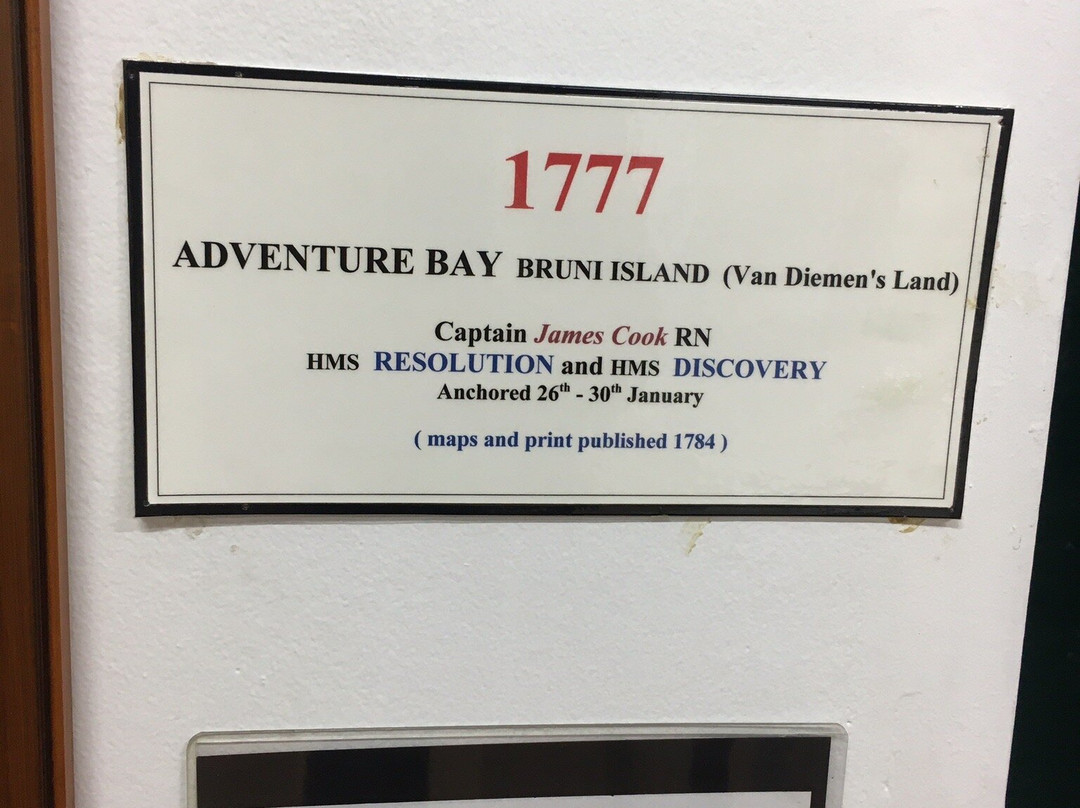 1777
ADVENTURE BAY BRUNI ISLAND (Van Diemen's Land)
Captain James Cook RN
HMS RESOLUTION and HMS DISCOVERY
Anchored 26th - 30th January
( maps and print published 1784 )